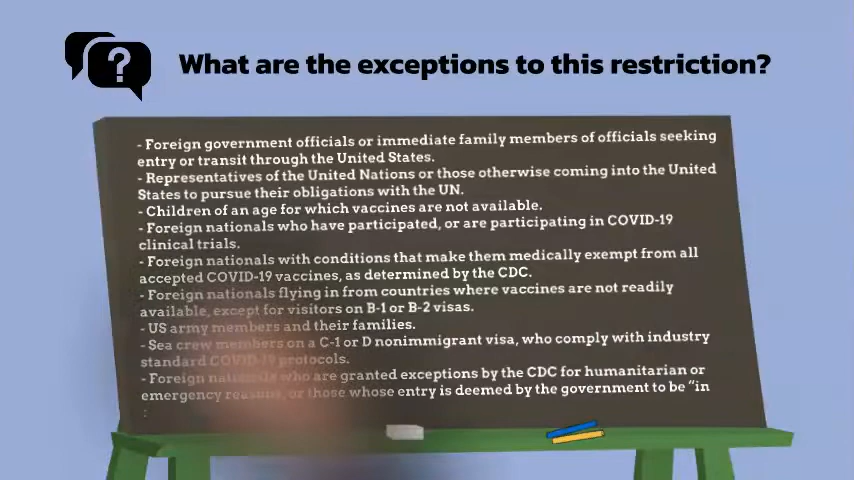 ?
What are the exceptions to this restriction?
- Foreign government officials or immediate family members of officials seeking
entry or transit through the United States.
- Representatives of the United Nations or those otherwise coming into the United
States to pursue their obligations with the UN.
- Children of an age for which vaccines are not available.
- Foreign nationals who have participated, or are participating in COVID-19
clinical trials.
- Foreign nationals with conditions that make them medically exempt from all
accepted COVID-19 vaccines, as determined by the CDC.
- Foreign nationals flying in from countries where vaccines are not readily
available, except for visitors on B-1 or B-2 visas.
- US army members and their families.
- Sea crew members on a C-1 or D nonimmigrant visa, who comply with industry
standard COVID-19 protocols.
- Foreign nationals who are granted exceptions by the CDC for humanitarian or
emergency reasons, or those whose entry is deemed by the government to be “in